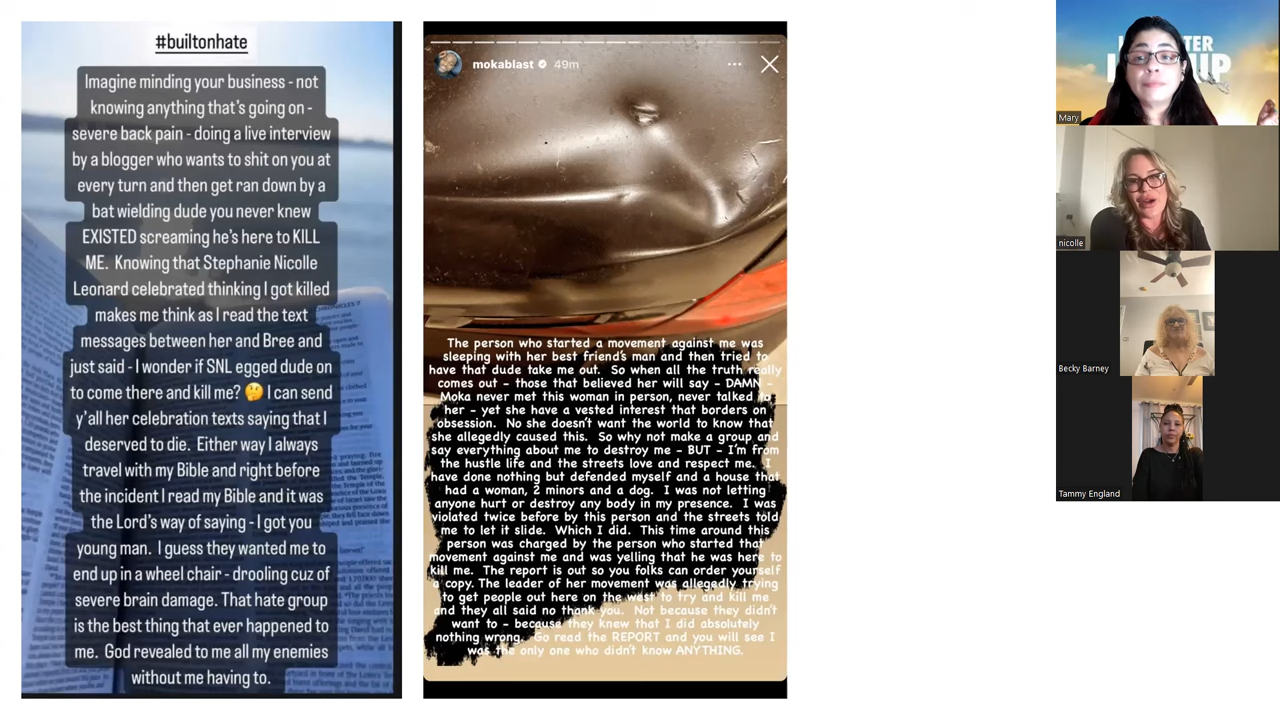 #builtonhate
Imagine minding your business - not
knowing anything that's going on -
severe back pain - doing a live interview
by a blogger who wants to shit on you at
every turn and then get ran down by a
bat wielding dude you never knew
EXISTED screaming he's here to KILL
ME. Knowing that Stephanie Nicolle
Leonard celebrated thinking I got killed
makes me think as I read the text
messages between her and Bree and
just said - I wonder if SNL egged dude on
to come there and kill me? 🤔 I can send
y'all her celebration texts saying that I
deserved to die. Either way I always
travel with my Bible and right before
the incident I read my Bible and it was
the Lord's way of saying - I got you
young man. I guess they wanted me to
end up in a wheel chair - drooling cuz of
severe brain damage. That hate group
is the best thing that ever happened to
me. God revealed to me all my enemies
without me having to.
mokablast 49m
The person who started a movement against me was
sleeping with her best friend's man and then tried to
have that dude take me out. So when all the truth really
comes out - those that believed her will say - DAMN -
Moka never met this woman in person, never talked to
her - yet she have a vested interest that borders on
obsession. No she doesn't want the world to know that
she allegedly caused this. So why not make a group and
say everything about me to destroy me - BUT - I'm from
the hustle life and the streets love and respect me. I
have done nothing but defended myself and a house that
had a woman, 2 minors and a dog. I was not letting
anyone hurt or destroy any body in my presence. I was
violated twice before by this person and the streets told
me to let it slide. Which I did. This time around this
person was charged by the person who started that
movement against me and was yelling that he was here to
kill me. The report is out so you folks can order yourself
a copy. The leader of her movement was allegedly trying
to get people out here on the west to try and kill me
and they all said no thank you. Not because they didn't
want to - because they knew that I did absolutely
nothing wrong. Go read the REPORT and you will see I
was the only one who didn't know ANYTHING.
Mary
nicolle
Becky Barney
Tammy England